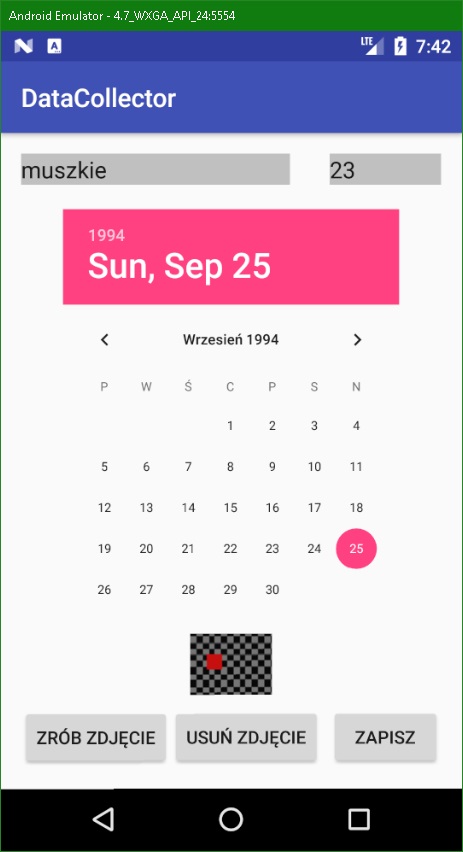 Android Emulator - 4.7_WXGA_API_24:5554
N A LTE 7:42
DataCollector
muszkie 23
1994
Sun, Sep 25
Wrzesień 1994
P W Ś C P S N
1 2 3 4
5 6 7 8 9 10 11
12 13 14 15 16 17 18
19 20 21 22 23 24 25
26 27 28 29 30
ZRÓB ZDJĘCIE USUŃ ZDJĘCIE ZAPISZ